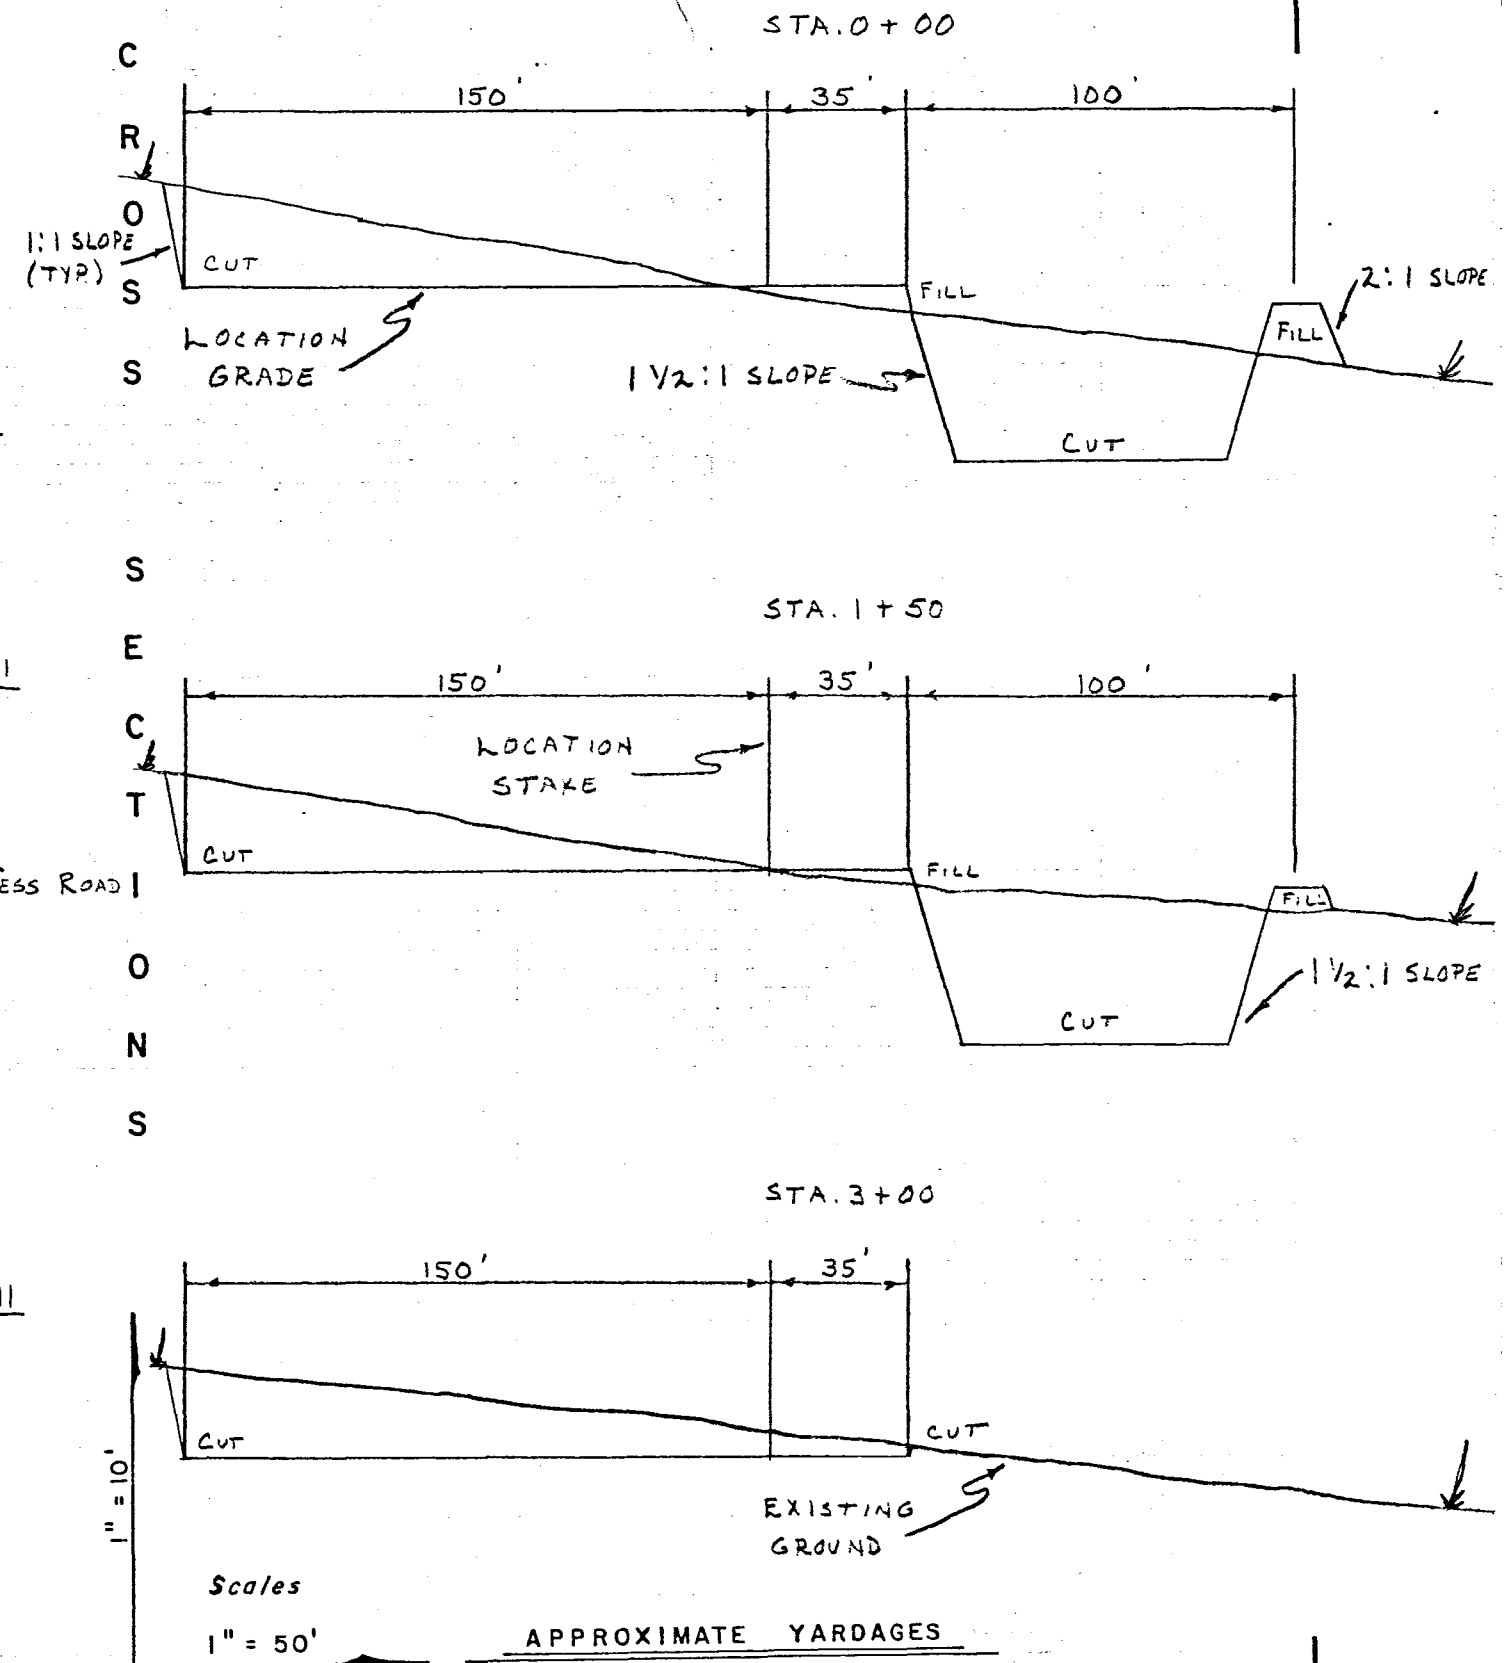 CROSS SECTIONS
STA. 0 + 00
150'
35'
100'
1:1 SLOPE
(TYP.)
CUT
FILL
2:1 SLOPE
FILL
LOCATION
GRADE
1 1/2:1 SLOPE
CUT
STA. 1 + 50
150'
35'
100'
LOCATION
STAKE
CUT
FILL
FILL
ROAD
1 1/2:1 SLOPE
CUT
STA. 3 + 00
150'
35'
CUT
CUT
EXISTING
GROUND
1" = 10'
Scales
1" = 50'
APPROXIMATE YARDAGES